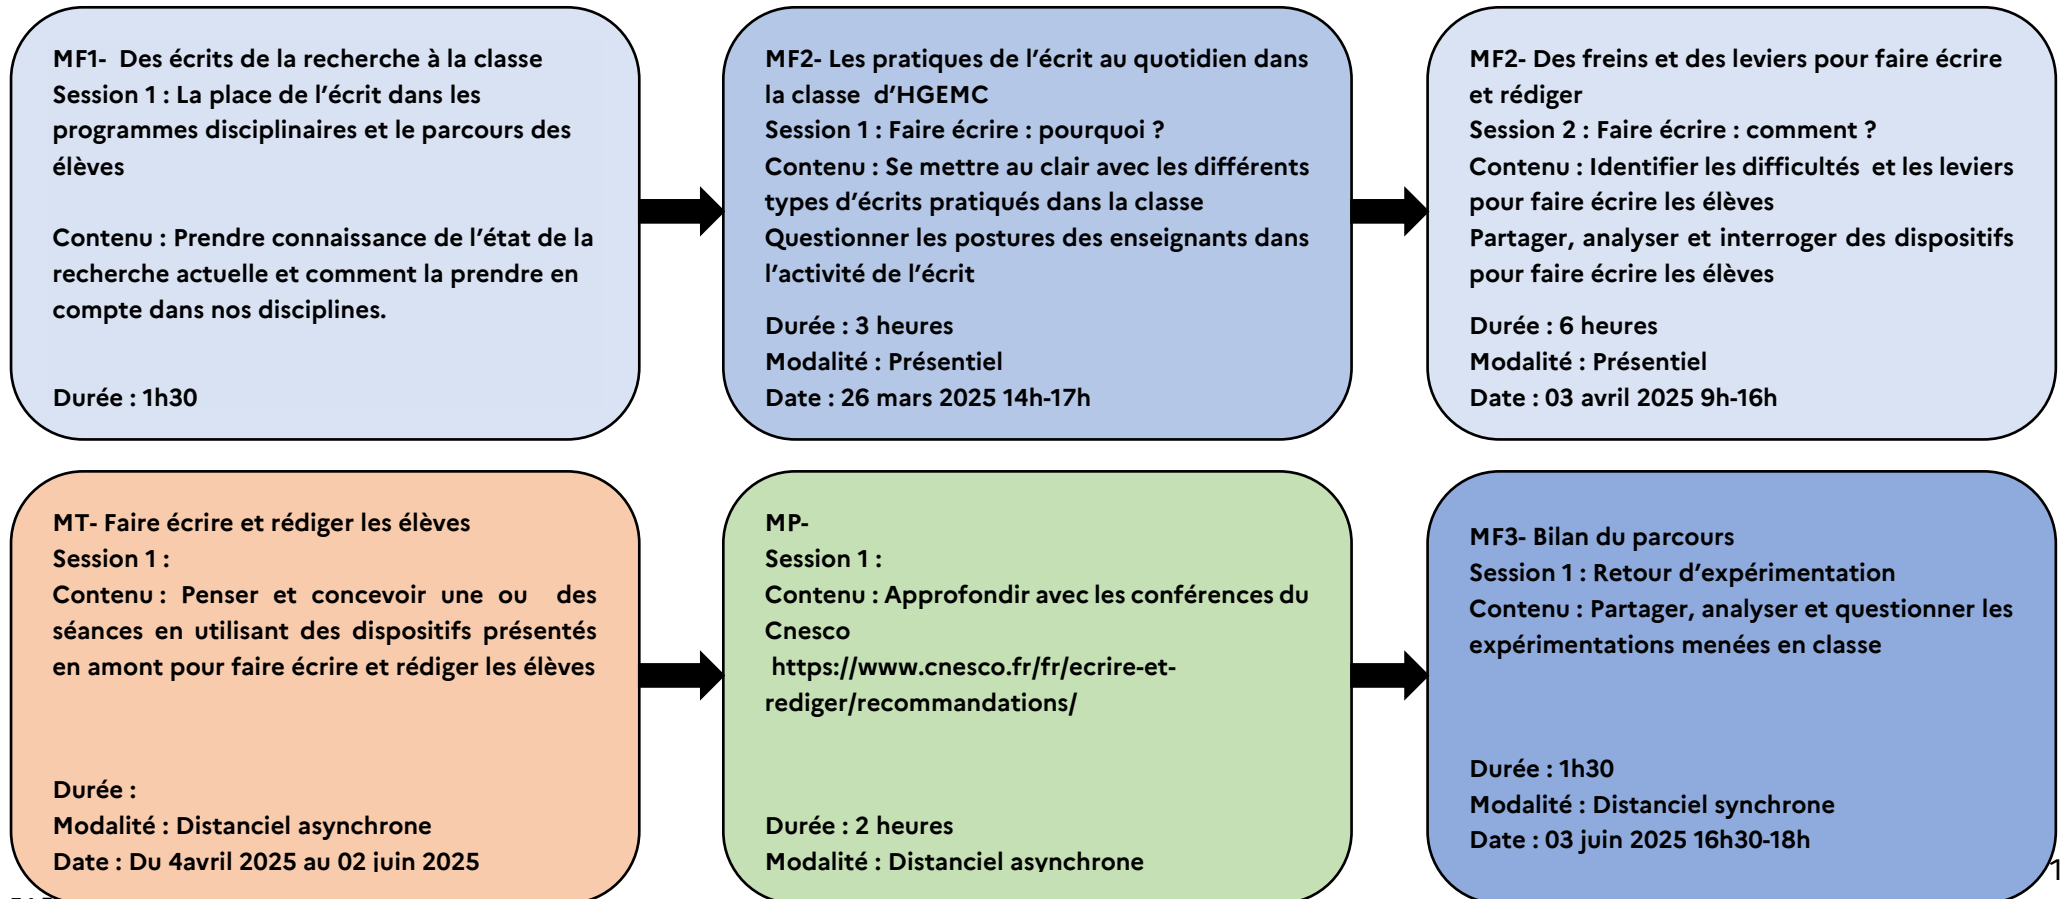 MF1- Des écrits de la recherche à la classe
Session 1 : La place de l'écrit dans les
programmes disciplinaires et le parcours des
élèves
Contenu : Prendre connaissance de l'état de la
recherche actuelle et comment la prendre en
compte dans nos disciplines.
Durée : 1h30
MF2- Les pratiques de l'écrit au quotidien dans
la classe d'HGEMC
Session 1 : Faire écrire : pourquoi ?
Contenu : Se mettre au clair avec les différents
types d'écrits pratiqués dans la classe
Questionner les postures des enseignants dans
l'activité de l'écrit
Durée : 3 heures
Modalité : Présentiel
Date : 26 mars 2025 14h-17h
MF2- Des freins et des leviers pour faire écrire
et rédiger
Session 2 : Faire écrire : comment ?
Contenu : Identifier les difficultés et les leviers
pour faire écrire les élèves
Partager, analyser et interroger des dispositifs
pour faire écrire les élèves
Durée : 6 heures
Modalité : Présentiel
Date : 03 avril 2025 9h-16h
MT- Faire écrire et rédiger les élèves
Session 1 :
Contenu : Penser et concevoir une ou des
séances en utilisant des dispositifs présentés
en amont pour faire écrire et rédiger les élèves
Durée :
Modalité : Distanciel asynchrone
Date : Du 4avril 2025 au 02 juin 2025
MP-
Session 1 :
Contenu : Approfondir avec les conférences du
Cnesco
https://www.cnesco.fr/fr/ecrire-et-
rediger/recommandations/
Durée : 2 heures
Modalité : Distanciel asynchrone
MF3- Bilan du parcours
Session 1 : Retour d'expérimentation
Contenu : Partager, analyser et questionner les
expérimentations menées en classe
Durée : 1h30
Modalité : Distanciel synchrone
Date : 03 juin 2025 16h30-18h
1